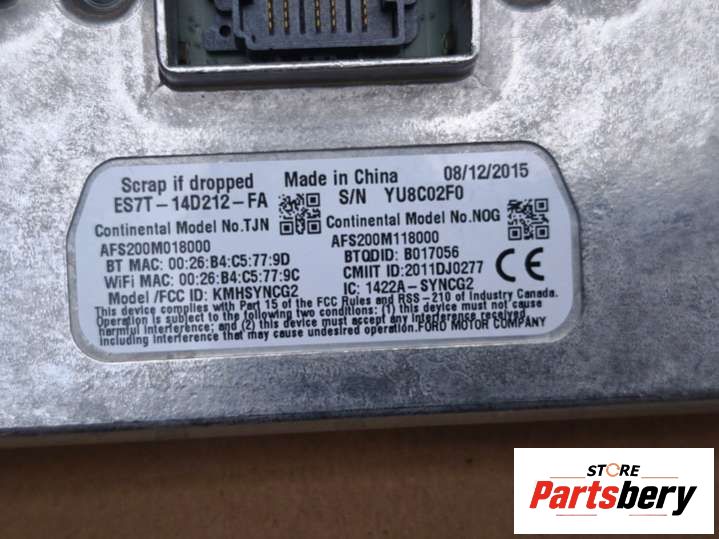 Scrap if dropped Made in China 08/12/2015
ES7T-14D212-FA S/N YU8C02F0
Continental Model No.TJN Continental Model No.NOG
AFS200M018000 AFS200M118000
BT MAC: 00:26:B4:C5:77:9D BTQDID: B017056
WiFi MAC: 00:26:B4:C5:77:9C CMIIT ID:2011DJ0277
Model /FCC ID: KMHSYNCG2 IC: 1422A-SYNCG2
This device complies with Part 15 of the FCC Rules and RSS-210 of Industry Canada.
Operation is subject to the following two conditions: (1) this device must not cause
harmful interference; and (2) this device must accept any interference received,
including interference that may cause undesired operation.FORD MOTOR COMPANY
CE
STORE
Partsbery